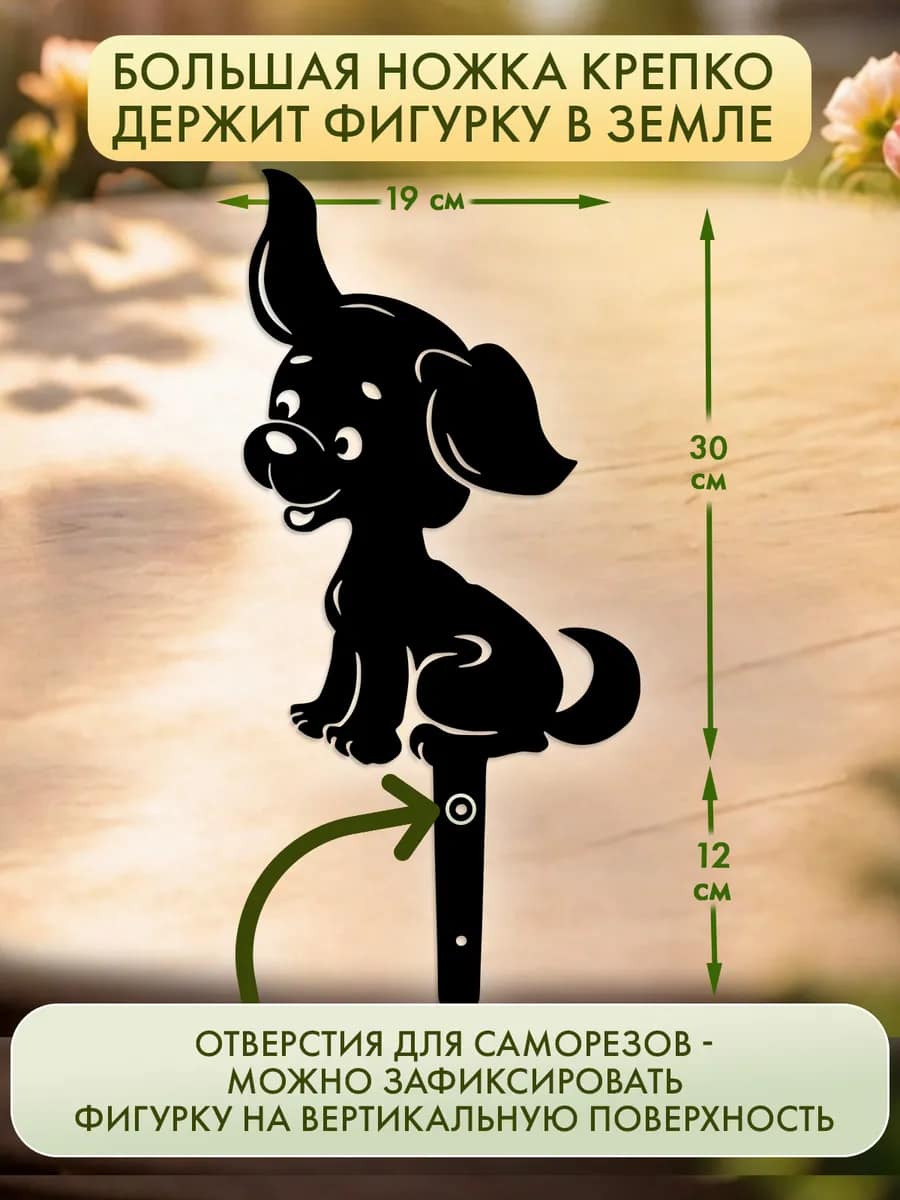 БОЛЬШАЯ НОЖКА КРЕПКО
ДЕРЖИТ ФИГУРКУ В ЗЕМЛЕ
19 см
30
см
12
см
ОТВЕРСТИЯ ДЛЯ САМОРЕЗОВ -
МОЖНО ЗАФИКСИРОВАТЬ
ФИГУРКУ НА ВЕРТИКАЛЬНУЮ ПОВЕРХНОСТЬ